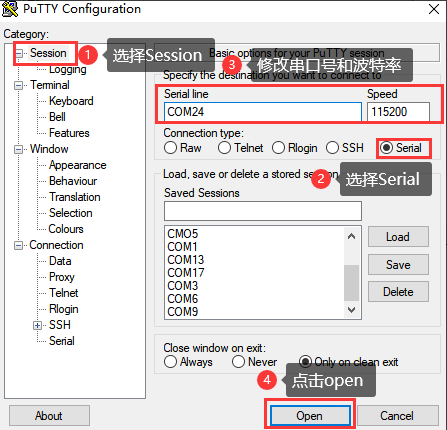 PuTTY Configuration
Category:
Session
Logging
Terminal
Keyboard
Bell
Features
Window
Appearance
Behaviour
Translation
Selection
Colours
Connection
Data
Proxy
Telnet
Rlogin
SSH
Serial
1 选择Session
Basic options for your PuTTY session
3 修改串口号和波特率
Specify the destination you want to connect to
Serial line Speed
COM24 115200
Connection type:
Raw Telnet Rlogin SSH Serial
2 选择Serial
Load, save or delete a stored session
Saved Sessions
CMO5
COM1
COM13
COM17
COM3
COM6
COM9
Load
Save
Delete
Close window on exit:
Always Never Only on clean exit
4 点击open
About Open Cancel